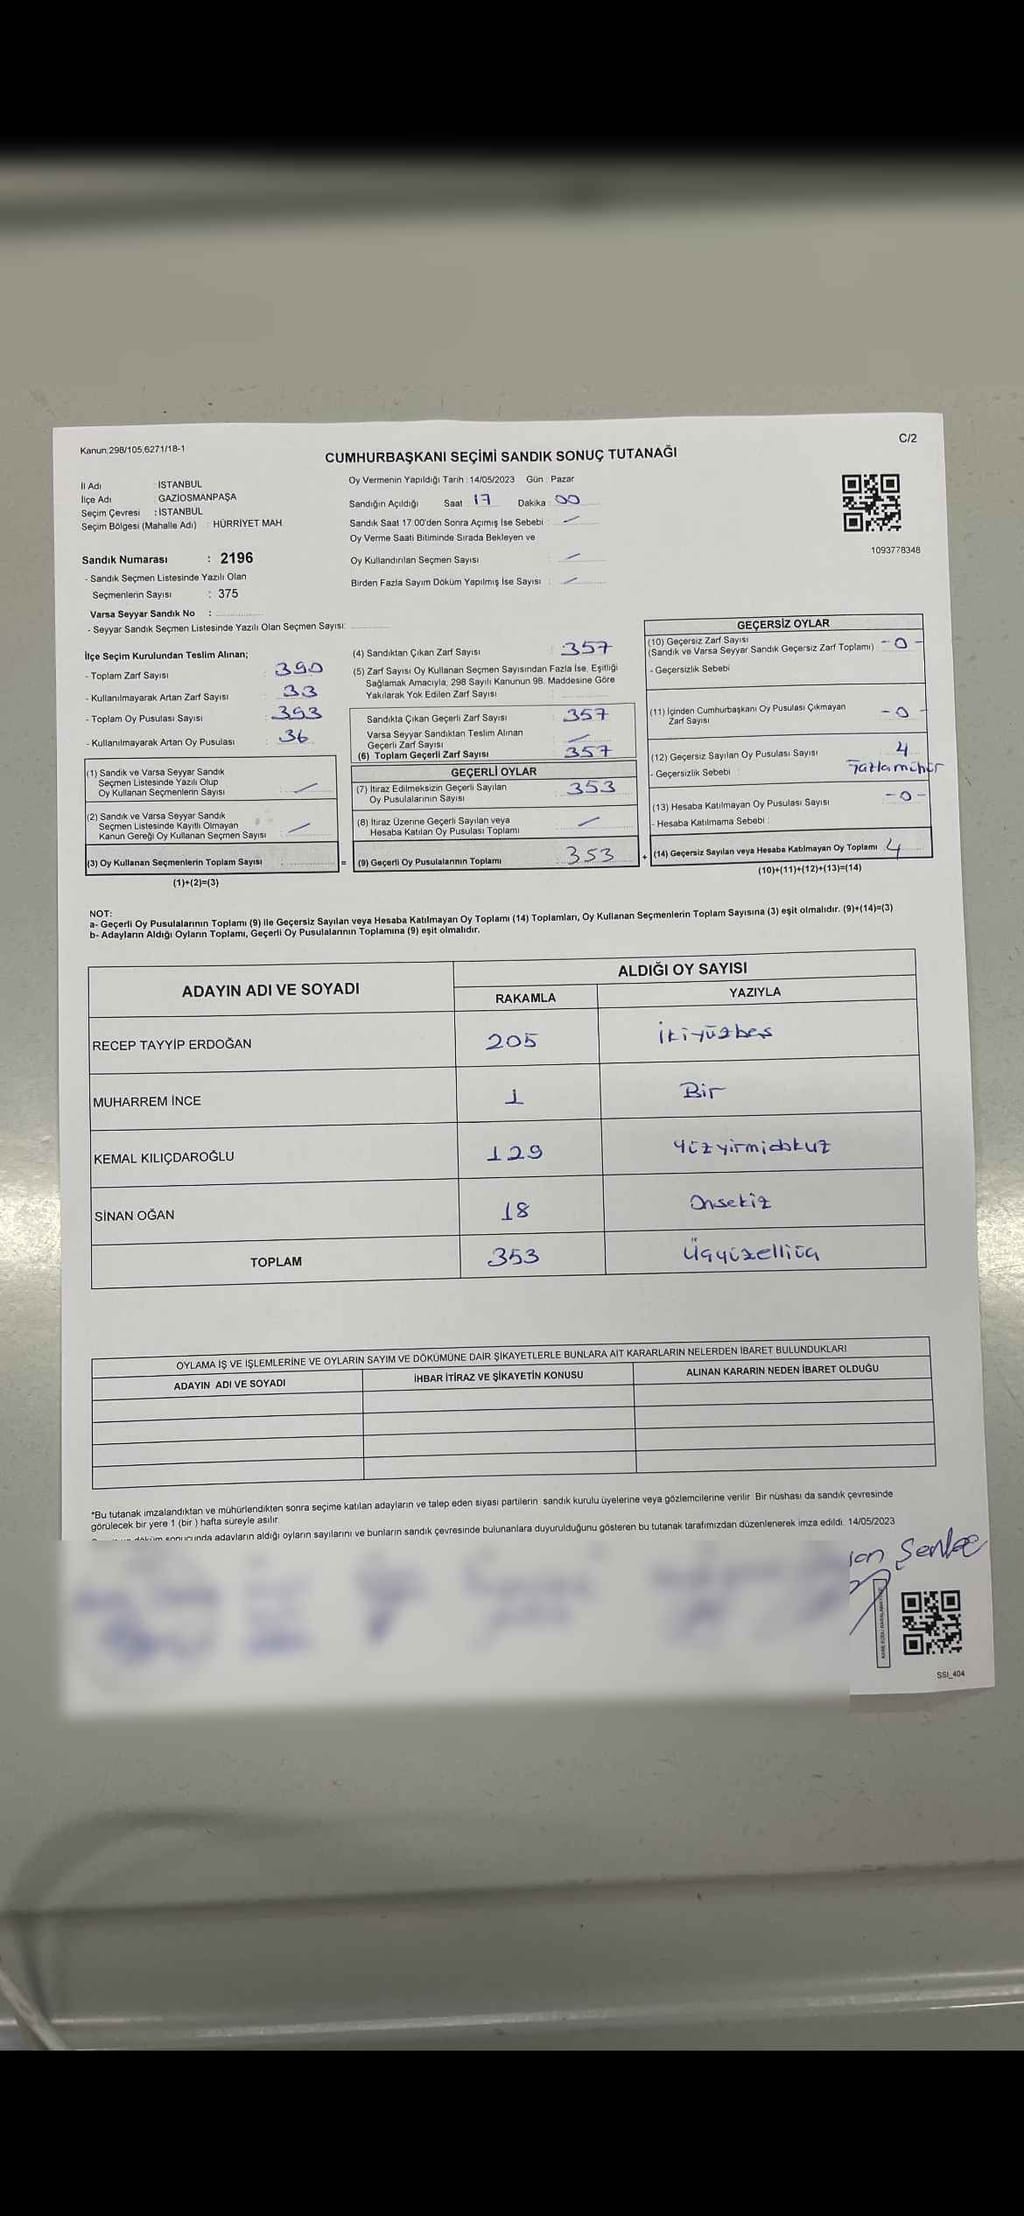 Kanun:298/105,6271/18-1
C/2
CUMHURBAŞKANI SEÇİMİ SANDIK SONUÇ TUTANAĞI
İl Adı : İSTANBUL
İlçe Adı : GAZİOSMANPAŞA
Seçim Çevresi : İSTANBUL
Seçim Bölgesi (Mahalle Adı) : HÜRRİYET MAH
Sandık Numarası : 2196
- Sandık Seçmen Listesinde Yazılı Olan
Seçmenlerin Sayısı : 375
Varsa Seyyar Sandık No :
- Seyyar Sandık Seçmen Listesinde Yazılı Olan Seçmen Sayısı:
Oy Vermenin Yapıldığı Tarih : 14/05/2023 Gün : Pazar
Sandığın Açıldığı Saat 17 Dakika : 00
Sandık Saat 17:00'den Sonra Açımış İse Sebebi :
Oy Verme Saati Bitiminde Sırada Bekleyen ve
Oy Kullandırılan Seçmen Sayısı
Birden Fazla Sayım Döküm Yapılmış İse Sayısı :
1093778348
İlçe Seçim Kurulundan Teslim Alınan;
- Toplam Zarf Sayısı : 390
- Kullanılmayarak Artan Zarf Sayısı : 33
- Toplam Oy Pusulası Sayısı : 393
- Kullanılmayarak Artan Oy Pusulası : 36
(1) Sandık ve Varsa Seyyar Sandık
Seçmen Listesinde Yazılı Olup
Oy Kullanan Seçmenlerin Sayısı
(2) Sandık ve Varsa Seyyar Sandık
Seçmen Listesinde Kayıtlı Olmayan
Kanun Gereği Oy Kullanan Seçmen Sayısı
(3) Oy Kullanan Seçmenlerin Toplam Sayısı
(1)+(2)=(3)
(4) Sandıktan Çıkan Zarf Sayısı : 357
(5) Zarf Sayısı Oy Kullanan Seçmen Sayısından Fazla İse, Eşitliği
Sağlamak Amacıyla, 298 Sayılı Kanunun 98. Maddesine Göre
Yakılarak Yok Edilen Zarf Sayısı
Sandıkta Çıkan Geçerli Zarf Sayısı : 357
Varsa Seyyar Sandıktan Teslim Alınan
Geçerli Zarf Sayısı
(6) Toplam Geçerli Zarf Sayısı 357
GEÇERLİ OYLAR
(7) İtiraz Edilmeksizin Geçerli Sayılan
Oy Pusulalarının Sayısı 353
(8) İtiraz Üzerine Geçerli Sayılan veya
Hesaba Katılan Oy Pusulası Toplamı
= (9) Geçerli Oy Pusulalarının Toplamı 353
GEÇERSİZ OYLAR
(10) Geçersiz Zarf Sayısı
(Sandık ve Varsa Seyyar Sandık Geçersiz Zarf Toplamı) - 0 -
- Geçersizlik Sebebi
(11) İçinden Cumhurbaşkanı Oy Pusulası Çıkmayan
Zarf Sayısı - 0 -
(12) Geçersiz Sayılan Oy Pusulası Sayısı 4
- Geçersizlik Sebebi : Fazlamühür
(13) Hesaba Katılmayan Oy Pusulası Sayısı - 0 -
- Hesaba Katılmama Sebebi :
+ (14) Geçersiz Sayılan veya Hesaba Katılmayan Oy Toplamı 4
(10)+(11)+(12)+(13)=(14)
NOT:
a- Geçerli Oy Pusulalarının Toplamı (9) ile Geçersiz Sayılan veya Hesaba Katılmayan Oy Toplamı (14) Toplamları, Oy Kullanan Seçmenlerin Toplam Sayısına (3) eşit olmalıdır. (9)+(14)=(3)
b- Adayların Aldığı Oyların Toplamı, Geçerli Oy Pusulalarının Toplamına (9) eşit olmalıdır.
ADAYIN ADI VE SOYADI
ALDIĞI OY SAYISI
RAKAMLA YAZIYLA
RECEP TAYYİP ERDOĞAN 205 İkiyüzbeş
MUHARREM İNCE 1 Bir
KEMAL KILIÇDAROĞLU 129 Yüzyirmidokuz
SİNAN OĞAN 18 Onsekiz
TOPLAM 353 Üçyüzelliüç
OYLAMA İŞ VE İŞLEMLERİNE VE OYLARIN SAYIM VE DÖKÜMÜNE DAİR ŞİKAYETLERLE BUNLARA AİT KARARLARIN NELERDEN İBARET BULUNDUKLARI
ADAYIN ADI VE SOYADI İHBAR İTİRAZ VE ŞİKAYETİN KONUSU ALINAN KARARIN NEDEN İBARET OLDUĞU
*Bu tutanak imzalandıktan ve mühürlendikten sonra seçime katılan adayların ve talep eden siyasi partilerin sandık kurulu üyelerine veya gözlemcilerine verilir. Bir nüshası da sandık çevresinde
görülecek bir yere 1 (bir ) hafta süreyle asılır.
sonucunda adayların aldığı oyların sayılarını ve bunların sandık çevresinde bulunanlara duyurulduğunu gösteren bu tutanak tarafımızdan düzenlenerek imza edildi. 14/05/2023
SSI_404